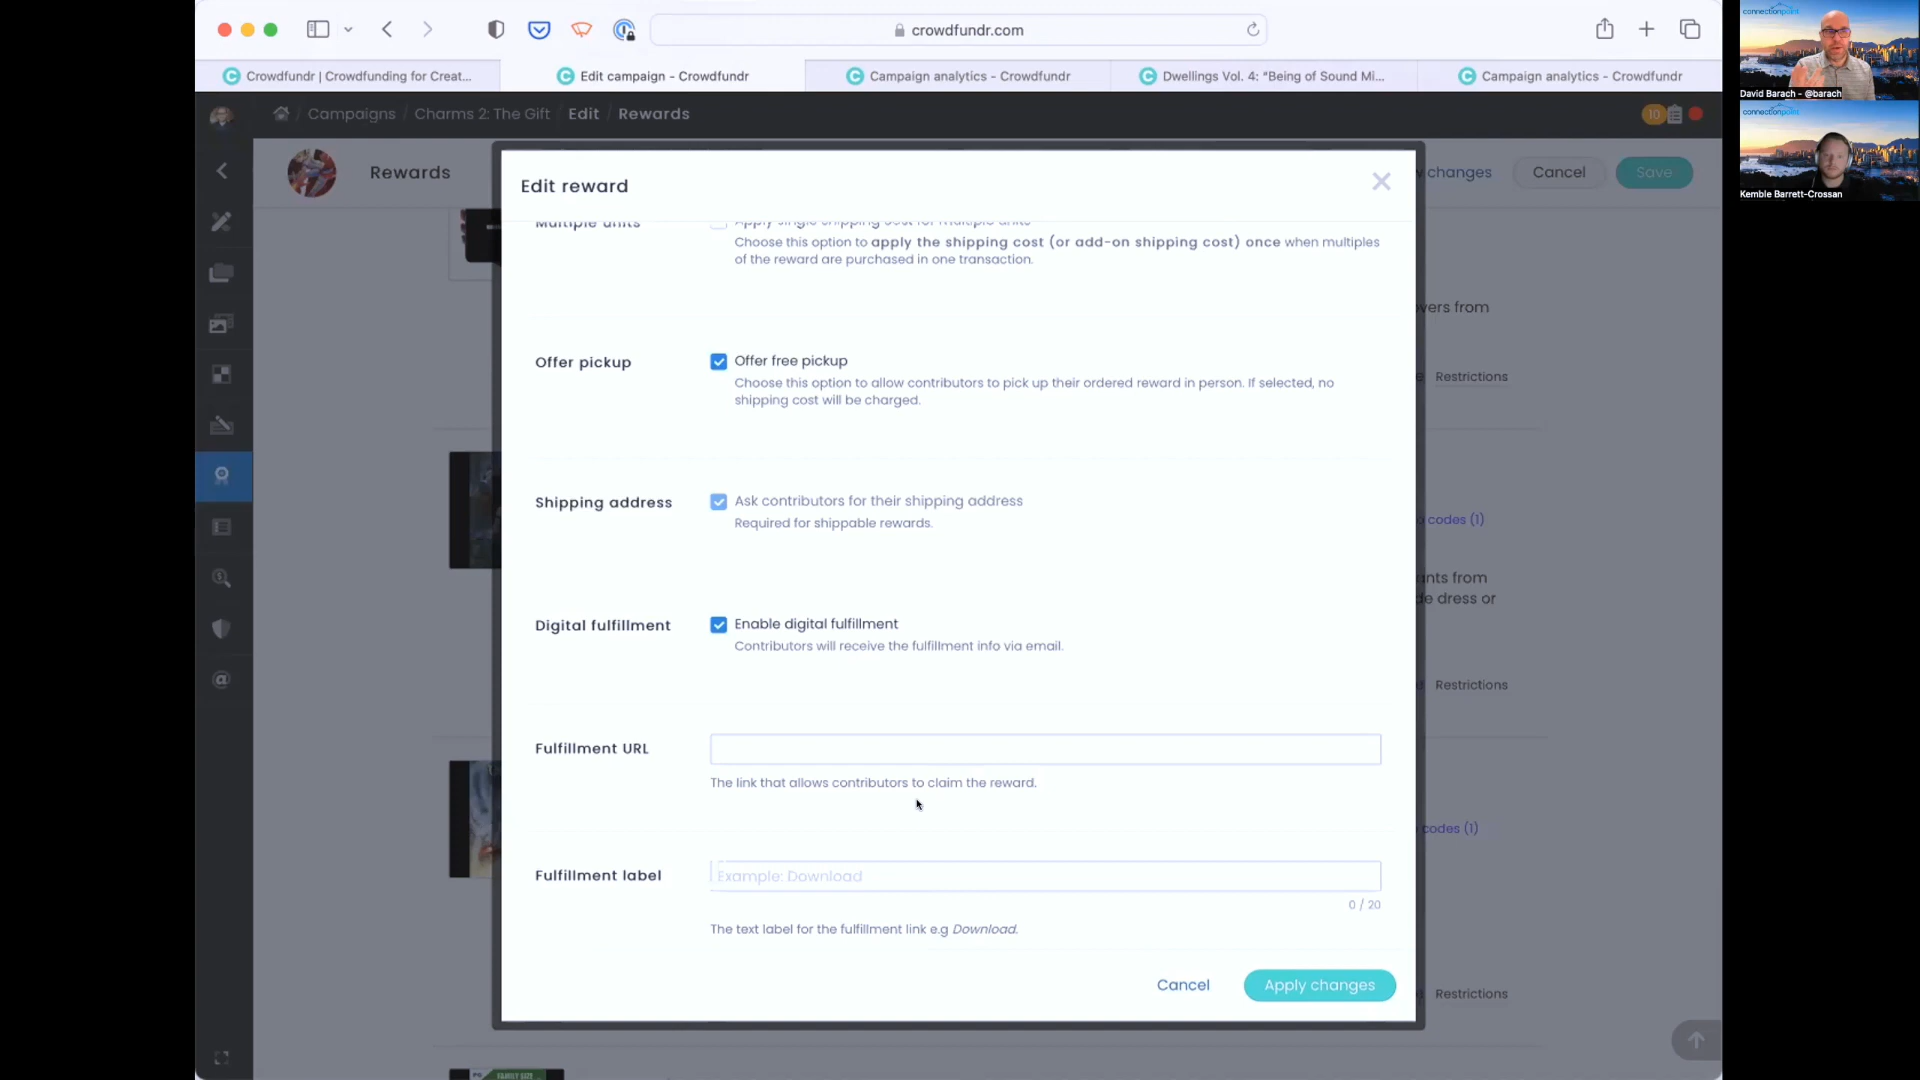 crowdfundr.com
Crowdfundr | Crowdfunding for Creat...
Edit campaign - Crowdfundr
Campaign analytics - Crowdfundr
Dwellings Vol. 4: “Being of Sound Mi...
Campaign analytics - Crowdfundr
/ Campaigns / Charms 2: The Gift / Edit / Rewards
10
Rewards
changes
Cancel
Save
Edit reward
Multiple units
Apply single shipping cost for multiple units
Choose this option to apply the shipping cost (or add-on shipping cost) once when multiples
of the reward are purchased in one transaction.
vers from
Offer pickup
Offer free pickup
Choose this option to allow contributors to pick up their ordered reward in person. If selected, no
shipping cost will be charged.
Restrictions
Shipping address
Ask contributors for their shipping address
Required for shippable rewards.
codes (1)
nts from
de dress or
Digital fulfillment
Enable digital fulfillment
Contributors will receive the fulfillment info via email.
Restrictions
Fulfillment URL
The link that allows contributors to claim the reward.
codes (1)
Fulfillment label
Example: Download
0 / 20
The text label for the fulfillment link e.g Download.
Cancel
Apply changes
Restrictions
connectionpoint
David Barach - @barach
connectionpoint
Kemble Barrett-Crossan